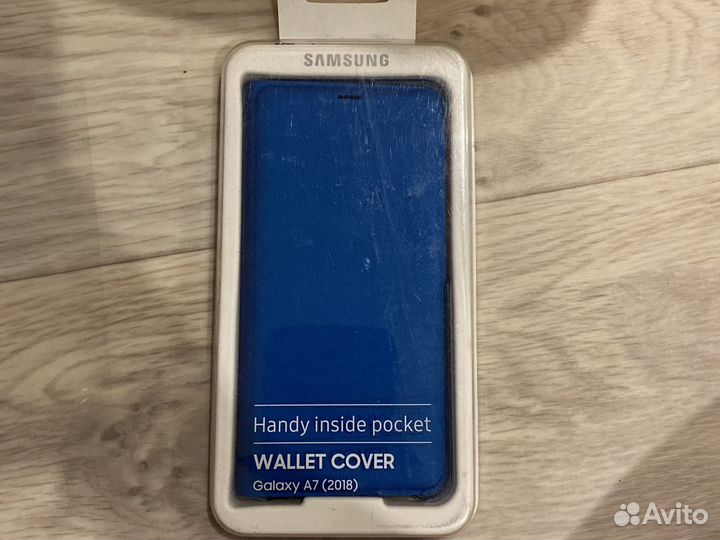 SAMSUNG
Handy inside pocket
WALLET COVER
Galaxy A7 (2018)
Avito